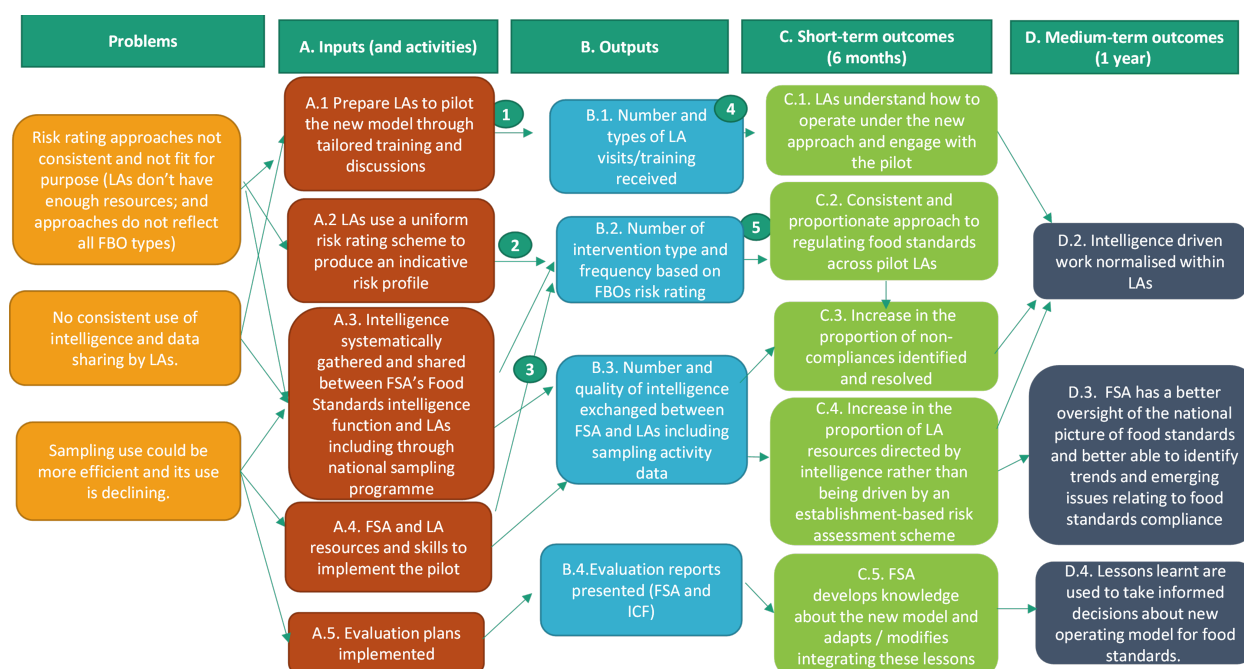 Problems
A. Inputs (and activities)
B. Outputs
C. Short-term outcomes
(6 months)
D. Medium-term outcomes
(1 year)
Risk rating approaches not
consistent and not fit for
purpose (LAs don't have
enough resources; and
approaches do not reflect
all FBO types)
No consistent use of
intelligence and data
sharing by LAs.
Sampling use could be
more efficient and its use
is declining.
A.1 Prepare LAs to pilot
the new model through
tailored training and
discussions
1
A.2 LAs use a uniform
risk rating scheme to
produce an indicative
risk profile
2
A.3. Intelligence
systematically
gathered and shared
between FSA's Food
Standards intelligence
function and LAs
including through
national sampling
programme
3
A.4. FSA and LA
resources and skills to
implement the pilot
A.5. Evaluation plans
implemented
B.1. Number and
types of LA
visits/training
received
4
B.2. Number of
intervention type and
frequency based on
FBOs risk rating
5
B.3. Number and
quality of intelligence
exchanged between
FSA and LAs including
sampling activity
data
B.4.Evaluation reports
presented (FSA and
ICF)
C.1. LAs understand how to
operate under the new
approach and engage with
the pilot
C.2. Consistent and
proportionate approach to
regulating food standards
across pilot LAs
C.3. Increase in the
proportion of non-
compliances identified
and resolved
C.4. Increase in the
proportion of LA
resources directed by
intelligence rather than
being driven by an
establishment-based risk
assessment scheme
C.5. FSA
develops knowledge
about the new model and
adapts / modifies
integrating these lessons
D.2. Intelligence driven
work normalised within
LAs
D.3. FSA has a better
oversight of the national
picture of food standards
and better able to identify
trends and emerging
issues relating to food
standards compliance
D.4. Lessons learnt are
used to take informed
decisions about new
operating model for food
standards.